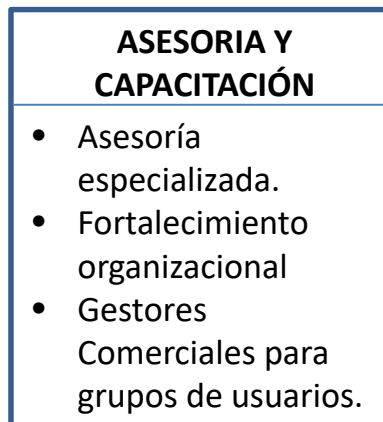 ASESORIA Y
CAPACITACIÓN
• Asesoría
especializada.
• Fortalecimiento
organizacional
• Gestores
Comerciales para
grupos de usuarios.